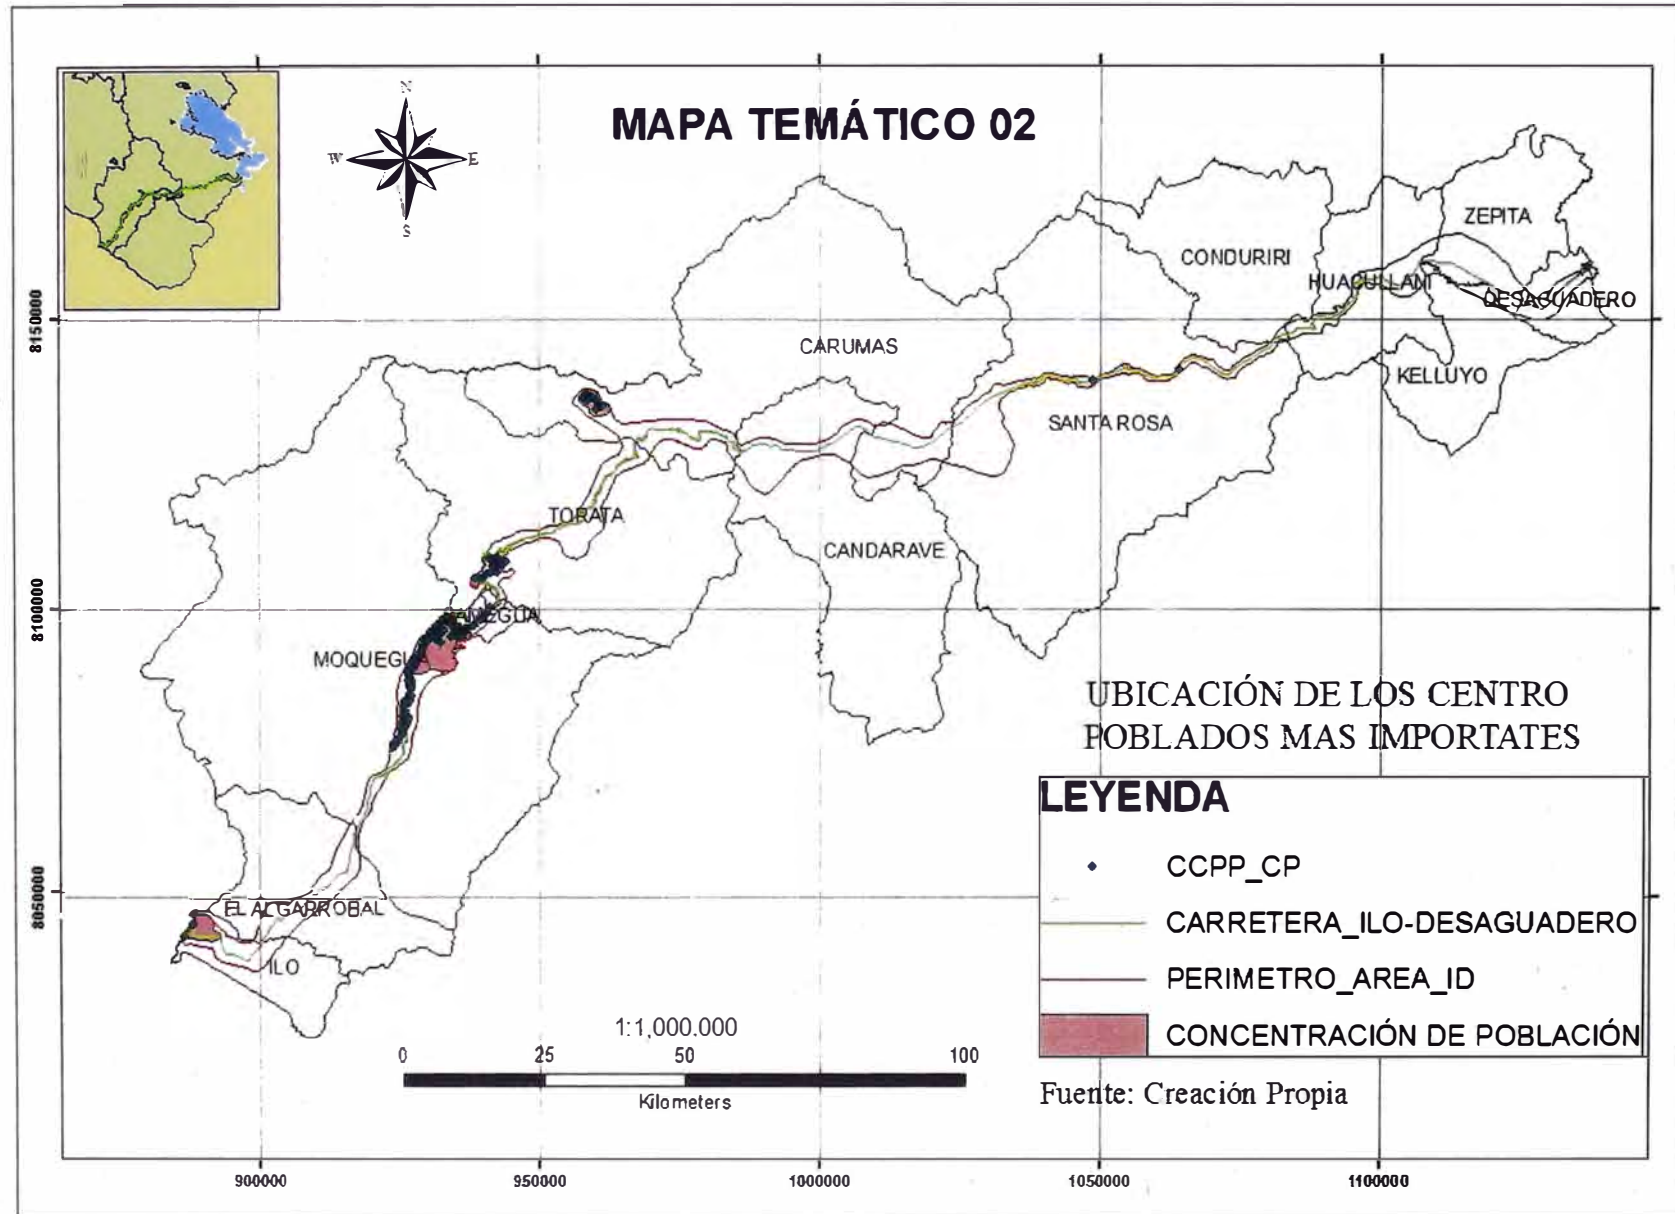 MAPA TEMÁTICO 02
N
W
E
S
ZEPITA
CONDURIRI
HUACULLANI
DESAGUADERO
CARUMAS
KELLUYO
SANTA ROSA
TORATA
CANDARAVE
MOQUEGU
EL ALGARROBAL
ILO
8150000
8100000
8050000
UBICACIÓN DE LOS CENTRO
POBLADOS MAS IMPORTATES
LEYENDA
CCPP_CP
CARRETERA_ILO-DESAGUADERO
PERIMETRO_AREA_ID
CONCENTRACIÓN DE POBLACIÓN
Fuente: Creación Propia
1:1,000.000
0 25 50 100
Kilometers
900000 950000 1000000 1050000 1100000